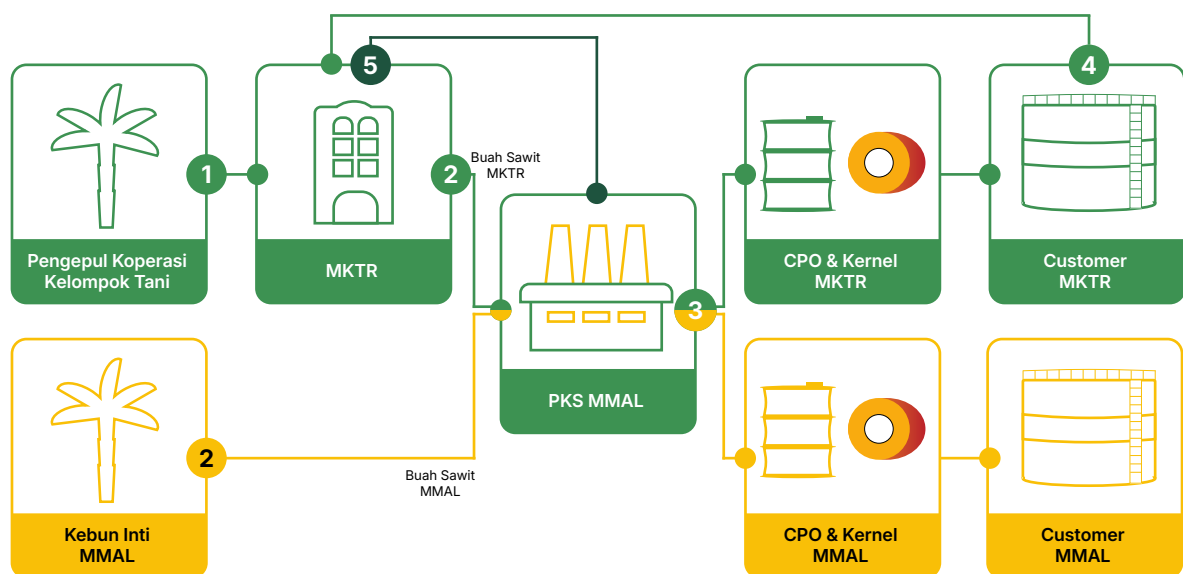 5
4
1
2
Buah Sawit
MKTR
Pengepul Koperasi
Kelompok Tani
MKTR
CPO & Kernel
MKTR
Customer
MKTR
3
PKS MMAL
2
Buah Sawit
MMAL
Kebun Inti
MMAL
CPO & Kernel
MMAL
Customer
MMAL